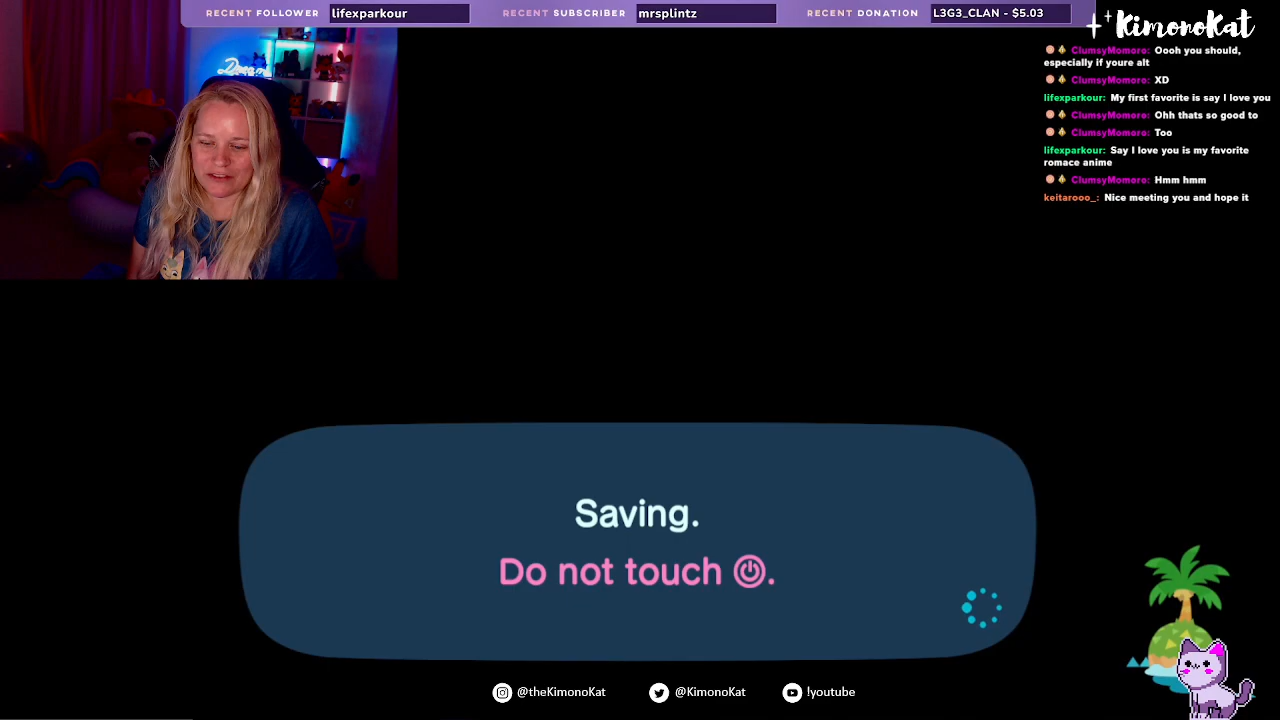 RECENT FOLLOWER lifexparkour RECENT SUBSCRIBER mrsplintz RECENT DONATION L3G3_CLAN - $5.03
KimonoKat
Dream
ClumsyMomoro: Oooh you should,
especially if youre alt
ClumsyMomoro: XD
lifexparkour: My first favorite is say I love you
ClumsyMomoro: Ohh thats so good to
ClumsyMomoro: Too
lifexparkour: Say I love you is my favorite
romace anime
ClumsyMomoro: Hmm hmm
keitarooo_: Nice meeting you and hope it
Saving.
Do not touch .
@theKimonoKat @KimonoKat !youtube